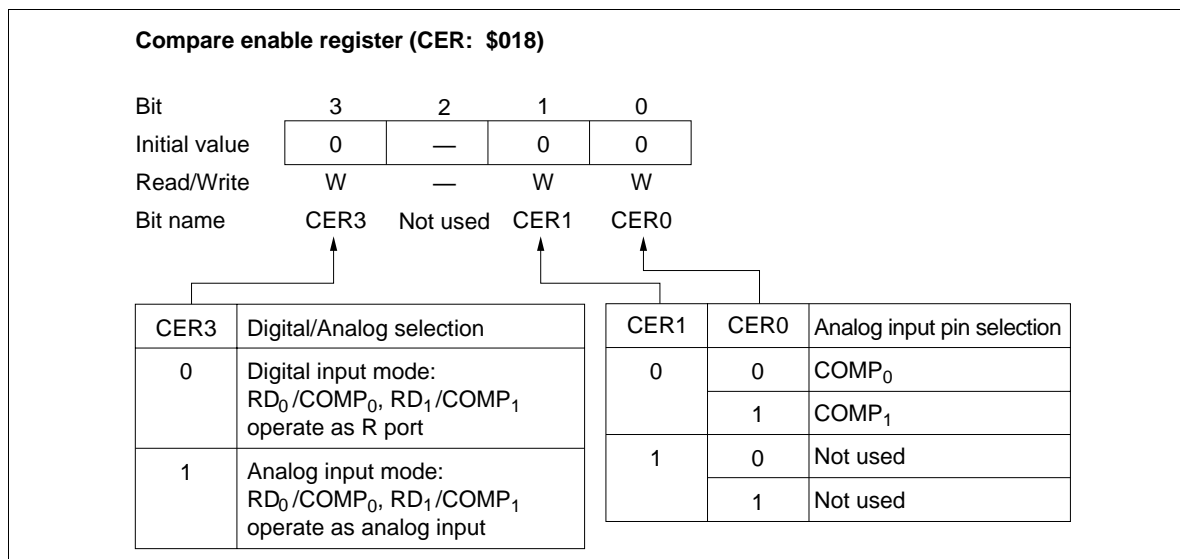 Compare enable register (CER: $018)
Bit 3 2 1 0
Initial value 0 — 0 0
Read/Write W — W W
Bit name CER3 Not used CER1 CER0
CER3 Digital/Analog selection
0 Digital input mode:
RD0/COMP0, RD1/COMP1
operate as R port
1 Analog input mode:
RD0/COMP0, RD1/COMP1
operate as analog input
CER1 CER0 Analog input pin selection
0 0 COMP0
1 COMP1
1 0 Not used
1 Not used